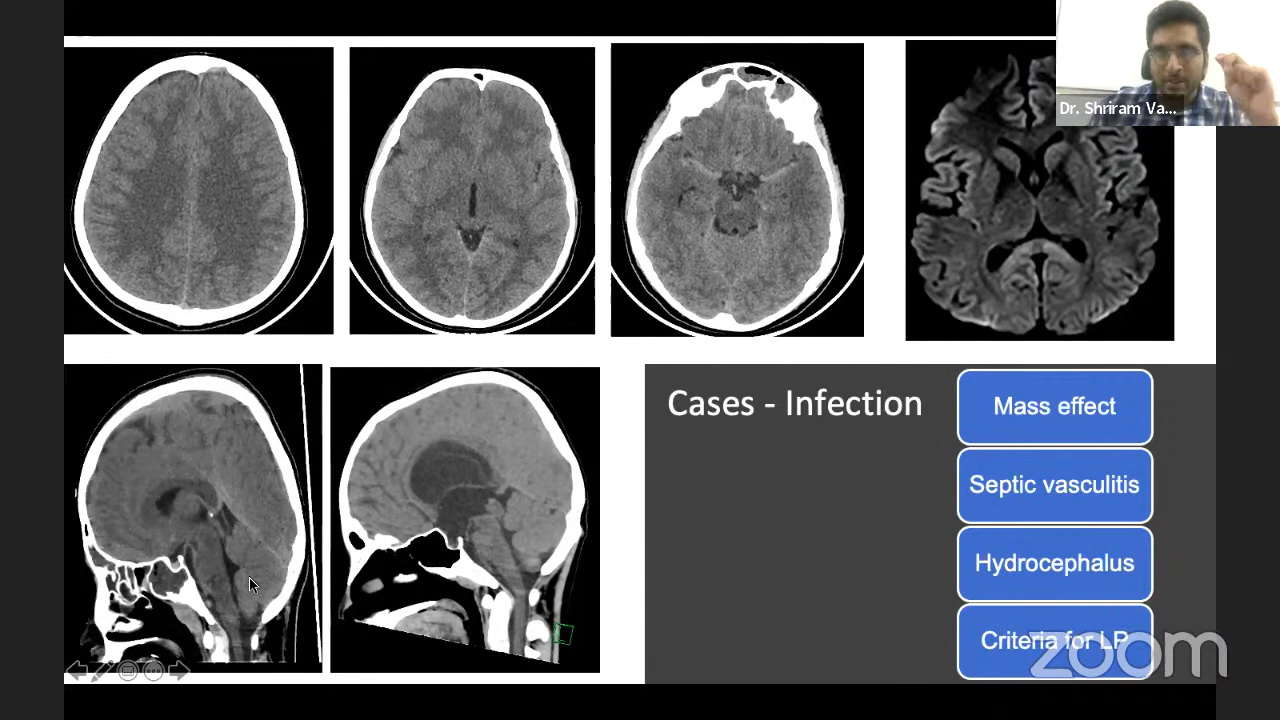 Dr. Shriram Va...
Cases - Infection
Mass effect
Septic vasculitis
Hydrocephalus
Criteria for LP
zoom